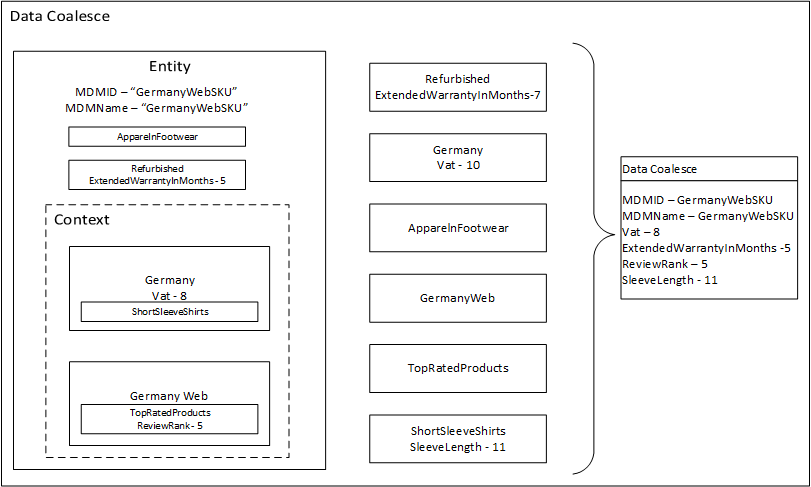 Data Coalesce
Entity
MDMID – “GermanyWebSKU”
MDMName – “GermanyWebSKU”
ApparelnFootwear
Refurbished
ExtendedWarrantyInMonths - 5
Context
Germany
Vat - 8
ShortSleeveShirts
Germany Web
TopRatedProducts
ReviewRank - 5
Refurbished
ExtendedWarrantyInMonths-7
Germany
Vat - 10
ApparelnFootwear
GermanyWeb
TopRatedProducts
ShortSleeveShirts
SleeveLength - 11
Data Coalesce
MDMID – GermanyWebSKU
MDMName – GermanyWebSKU
Vat – 8
ExtendedWarrantyInMonths -5
ReviewRank – 5
SleeveLength - 11